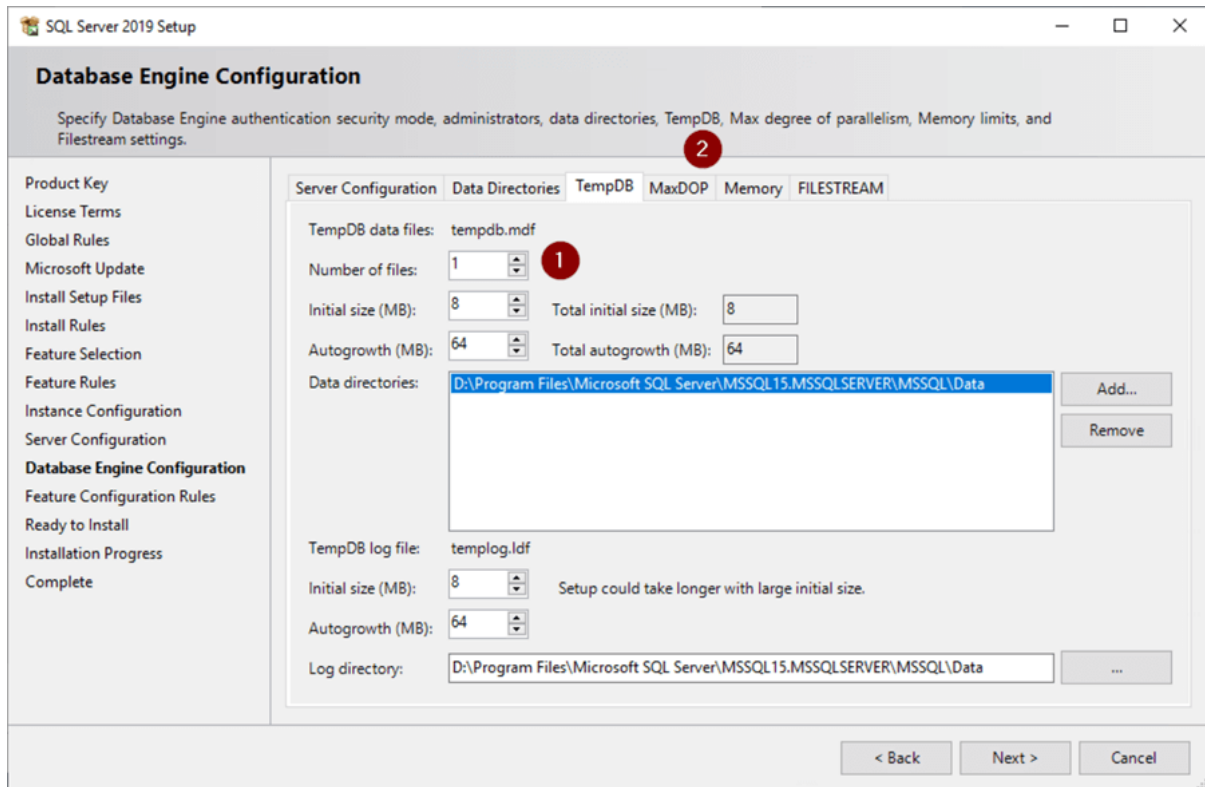 SQL Server 2019 Setup
Database Engine Configuration
Specify Database Engine authentication security mode, administrators, data directories, TempDB, Max degree of parallelism, Memory limits, and
Filestream settings.
2
Product Key
License Terms
Global Rules
Microsoft Update
Install Setup Files
Install Rules
Feature Selection
Feature Rules
Instance Configuration
Server Configuration
Database Engine Configuration
Feature Configuration Rules
Ready to Install
Installation Progress
Complete
Server Configuration Data Directories TempDB MaxDOP Memory FILESTREAM
TempDB data files: tempdb.mdf
Number of files: 1 1
Initial size (MB): 8 Total initial size (MB): 8
Autogrowth (MB): 64 Total autogrowth (MB): 64
Data directories: D:\Program Files\Microsoft SQL Server\MSSQL15.MSSQLSERVER\MSSQL\Data
Add...
Remove
TempDB log file: templog.ldf
Initial size (MB): 8 Setup could take longer with large initial size.
Autogrowth (MB): 64
Log directory: D:\Program Files\Microsoft SQL Server\MSSQL15.MSSQLSERVER\MSSQL\Data ...
< Back Next > Cancel